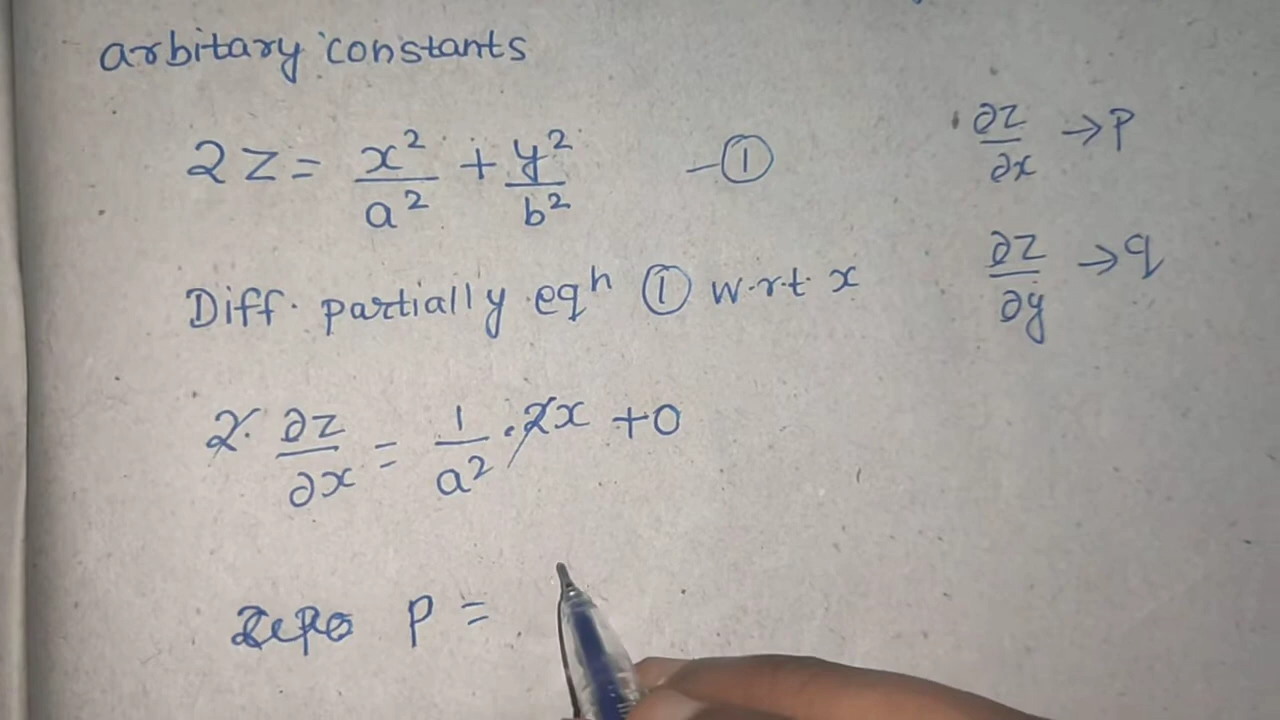 arbitary constants
2z = x²/a² + y²/b² - ①
∂z/∂x → p
∂z/∂y → q
Diff. partially eqⁿ ① w.r.t. x
2. ∂z/∂x = 1/a² . 2x + 0
p =